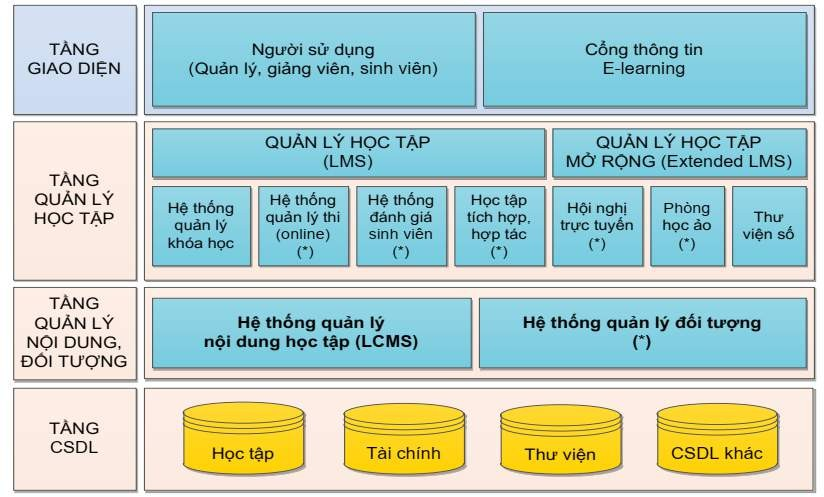 TẦNG
GIAO DIỆN
Người sử dụng
(Quản lý, giảng viên, sinh viên)
Cổng thông tin
E-learning
TẦNG
QUẢN LÝ
HỌC TẬP
QUẢN LÝ HỌC TẬP
(LMS)
QUẢN LÝ HỌC TẬP
MỞ RỘNG (Extended LMS)
Hệ thống
quản lý
khóa học
Hệ thống
quản lý thi
(online)
(*)
Hệ thống
đánh giá
sinh viên
(*)
Học tập
tích hợp,
hợp tác
(*)
Hội nghị
trực tuyến
(*)
Phòng
học ảo
(*)
Thư
viện số
TẦNG
QUẢN LÝ
NỘI DUNG,
ĐỐI TƯỢNG
Hệ thống quản lý
nội dung học tập (LCMS)
Hệ thống quản lý đối tượng
(*)
TẦNG
CSDL
Học tập
Tài chính
Thư viện
CSDL khác